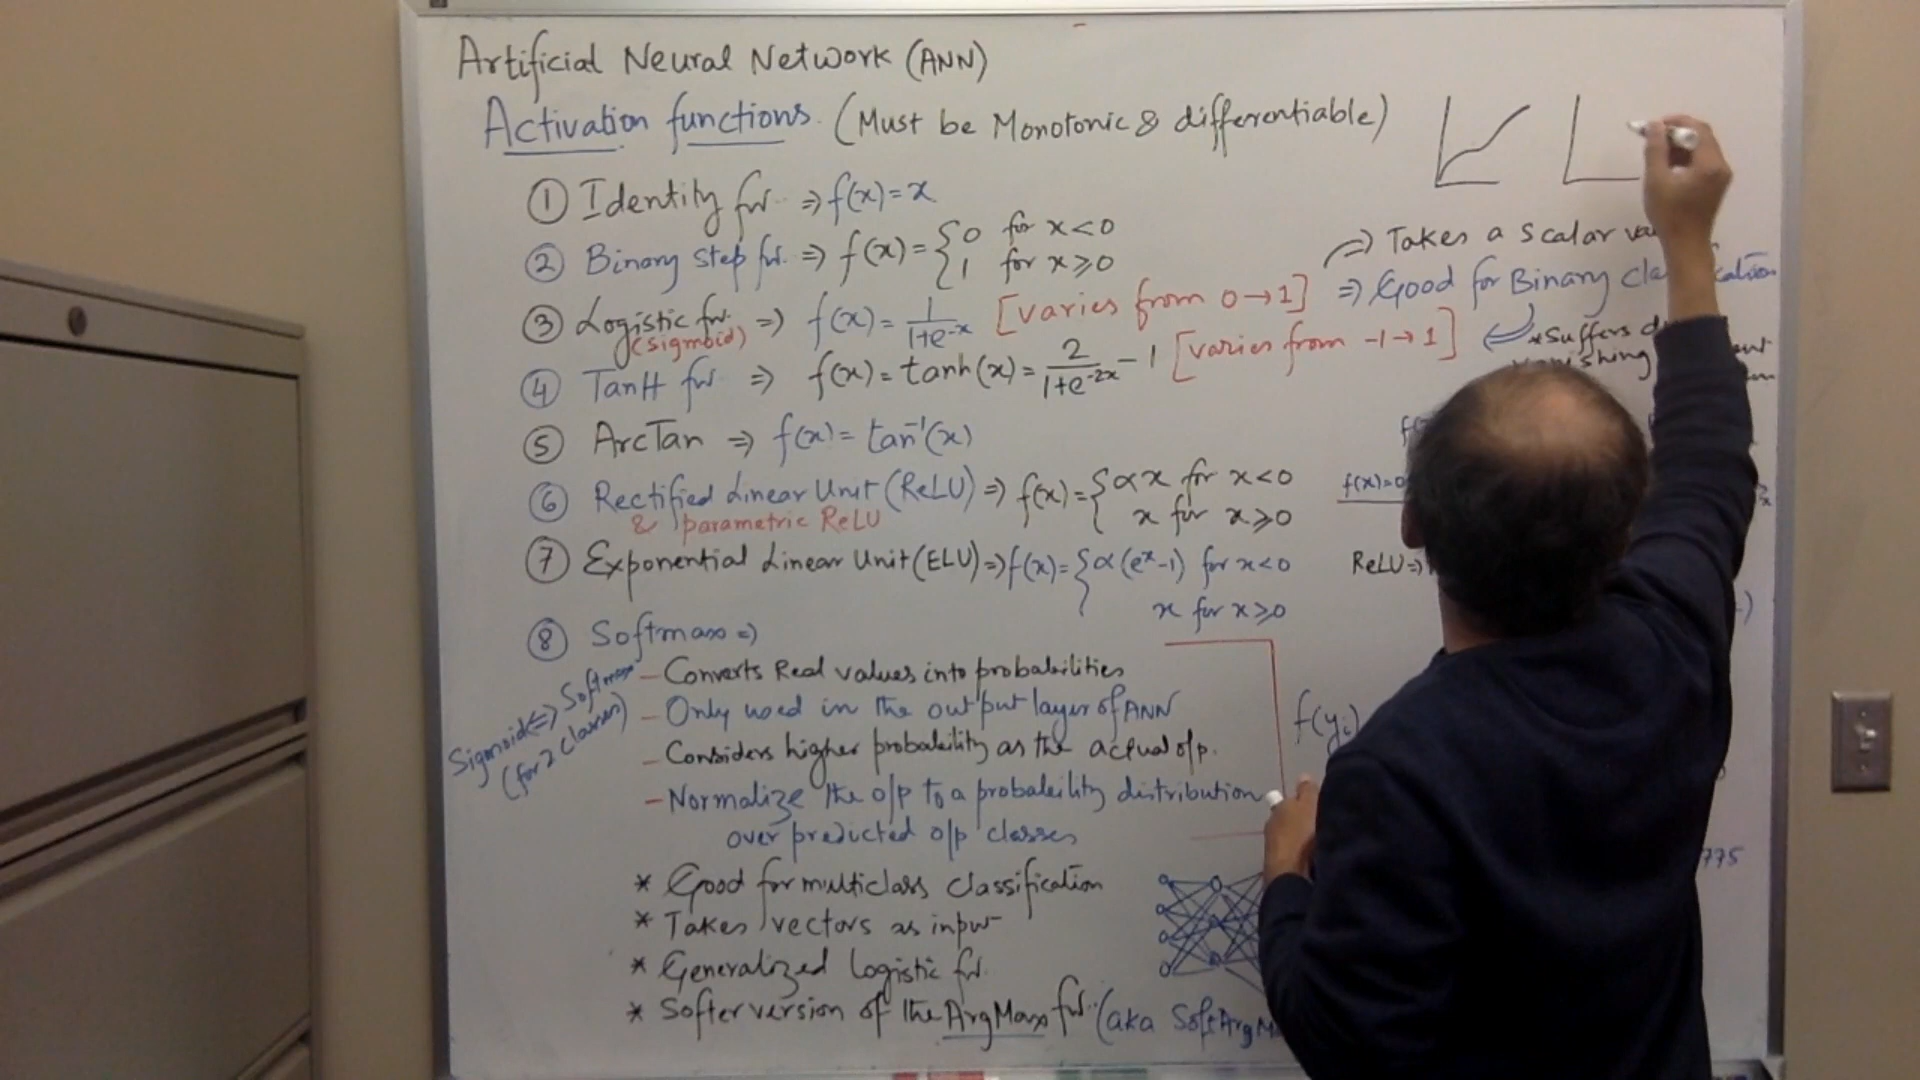 Artificial Neural Network (ANN)
Activation functions. (Must be Monotonic & differentiable)
① Identity fn. ⇒ f(x) = x
② Binary step fn. ⇒ f(x) = { 0 for x < 0
1 for x ≥ 0
⇒ Takes a scalar
③ Logistic fn. ⇒ f(x) = 1/(1+e^-x) [varies from 0→1] ⇒ Good for Binary
(sigmoid)
④ TanH fn ⇒ f(x) = tanh(x) = 2/(1+e^-2x) - 1 [varies from -1→1]
* Suffers
⑤ ArcTan ⇒ f(x) = tan^-1(x)
⑥ Rectified Linear Unit (ReLU) ⇒ f(x) = { αx for x < 0
& parametric ReLU
x for x ≥ 0
f(x)=0
⑦ Exponential Linear Unit (ELU) ⇒ f(x) = { α(e^x - 1) for x < 0
x for x ≥ 0
ReLU ⇒
⑧ Softmax ⇒
Sigmoid ⇔ Softmax
(for 2 classes)
- Converts Real values into probabilities
- Only used in the output layer of ANN
- Considers higher probability as the actual o/p.
- Normalize the o/p to a probability distribution
over predicted o/p classes
f(yi)
775
* Good for multiclass classification
* Takes vectors as input
* Generalized logistic fn.
* Softer version of the ArgMax fn. (aka SoftArgM